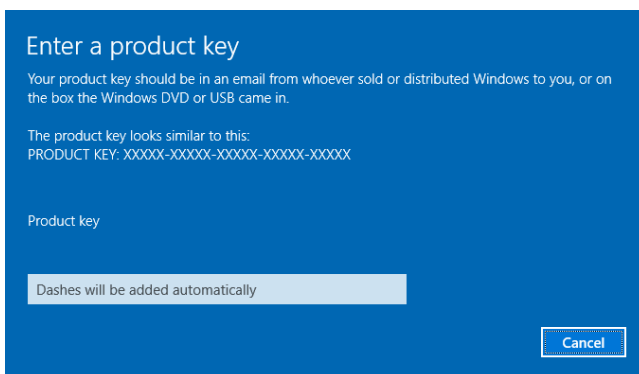 Enter a product key
Your product key should be in an email from whoever sold or distributed Windows to you, or on
the box the Windows DVD or USB came in.
The product key looks similar to this:
PRODUCT KEY: XXXXX-XXXXX-XXXXX-XXXXX-XXXXX
Product key
Dashes will be added automatically
Cancel